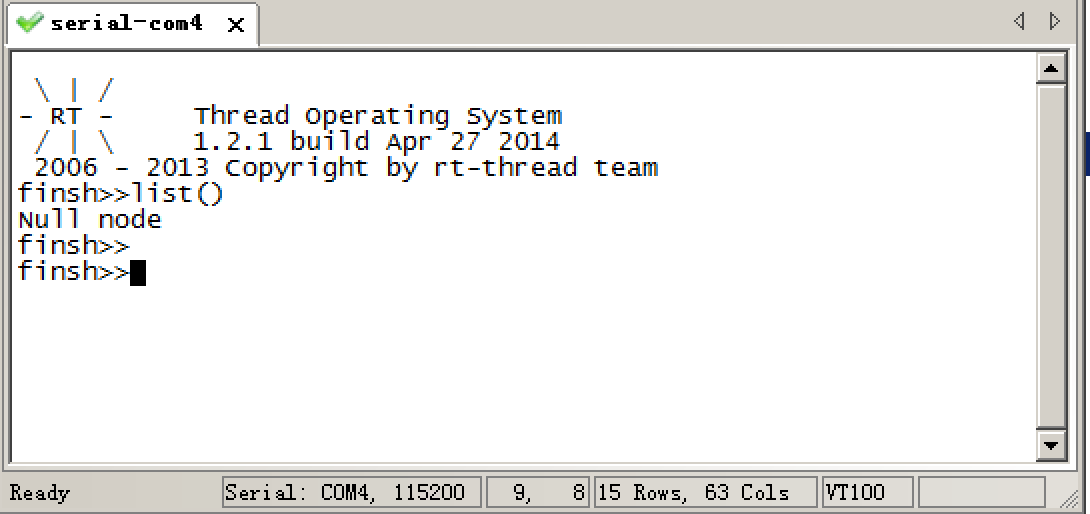 serial-com4 x
\ | /
- RT -     Thread Operating System
/ | \     1.2.1 build Apr 27 2014
2006 - 2013 Copyright by rt-thread team
finsh>>list()
Null node
finsh>>
finsh>>
Ready Serial: COM4, 115200 9, 8 15 Rows, 63 Cols VT100